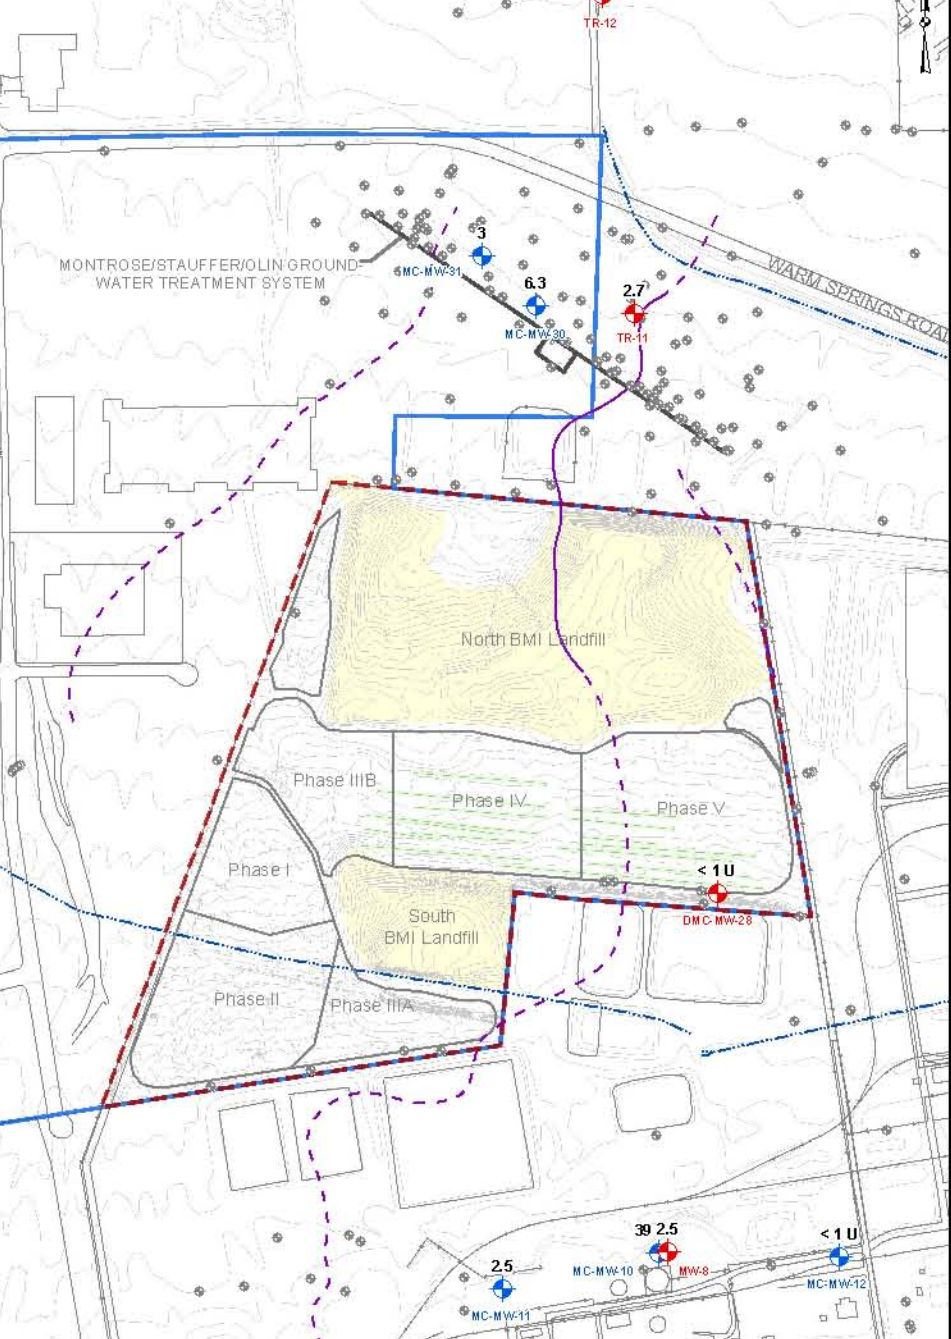 TR-12
3
MONTROSE/STAUFFER/OLIN GROUND-
WATER TREATMENT SYSTEM
MC-MW-31
WARM SPRINGS ROAD
6.3
2.7
MC-MW-30
TR-11
North BMI Landfill
Phase IIIB
Phase IV
Phase V
Phase I
< 1 U
South
BMI Landfill
DMC-MW-28
Phase II
Phase IIIA
39 2.5
< 1 U
2.5
MC-MW-10
MW-8
MC-MW-12
MC-MW-11